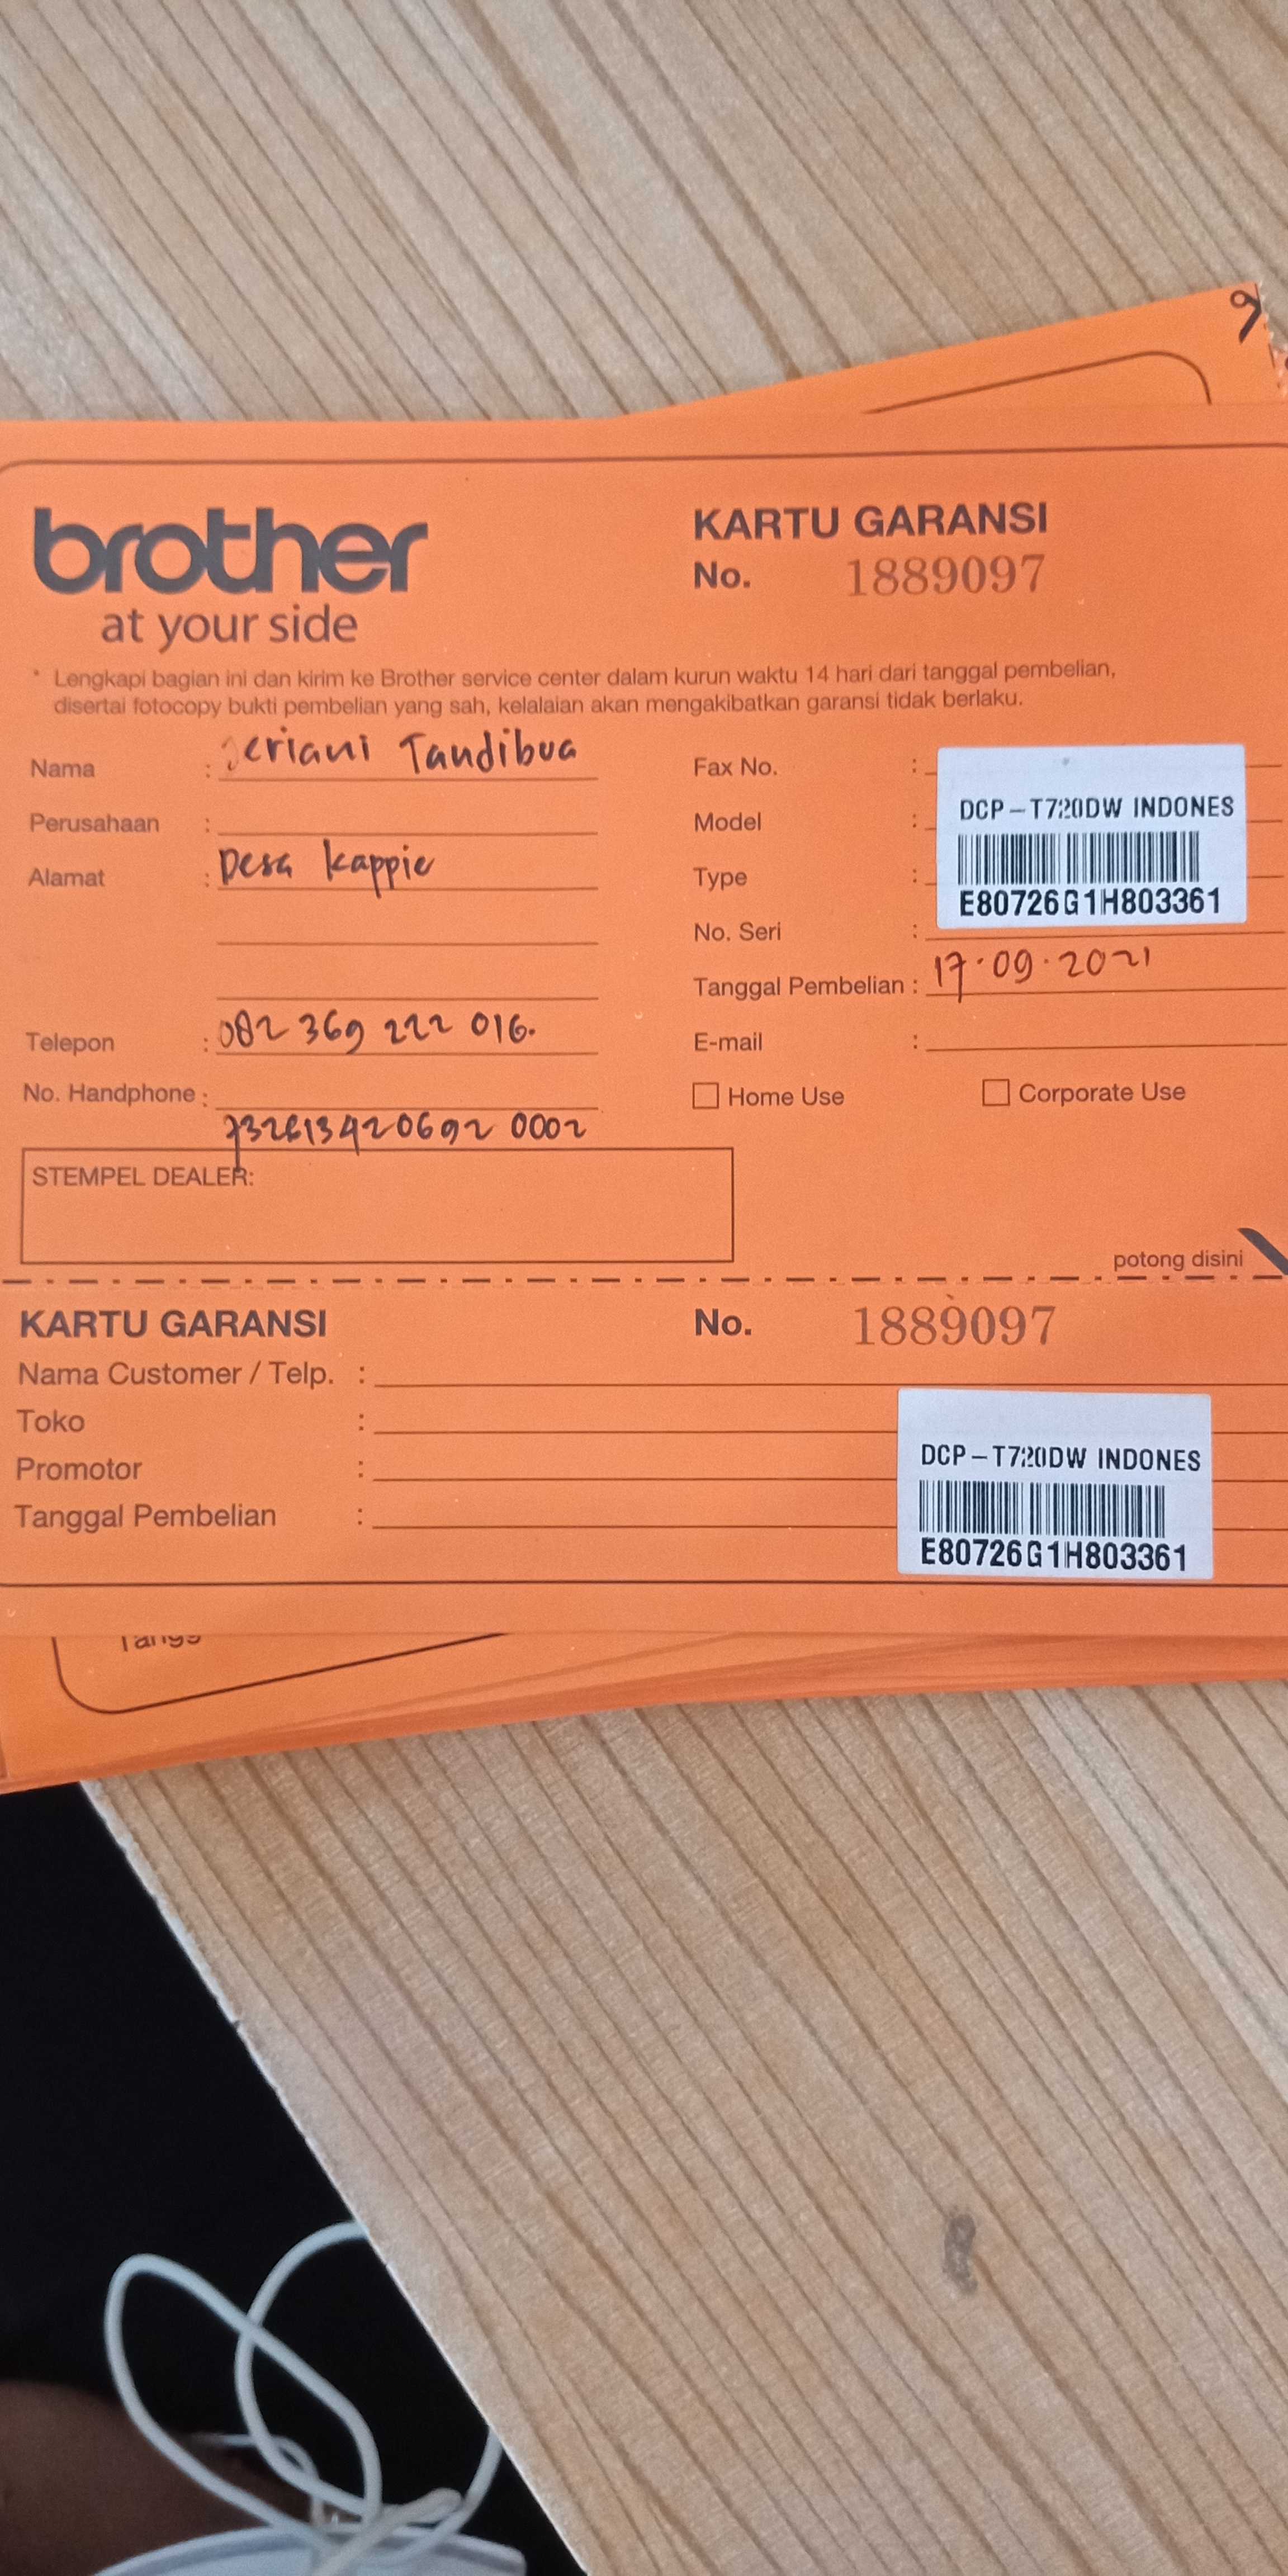 brother
at your side
KARTU GARANSI
No. 1889097
* Lengkapi bagian ini dan kirim ke Brother service center dalam kurun waktu 14 hari dari tanggal pembelian,
disertai fotocopy bukti pembelian yang sah, kelalaian akan mengakibatkan garansi tidak berlaku.
Nama : Tandibua
Perusahaan :
Alamat : Desa Kappie
Telepon : 082 369 222 016.
No. Handphone :
0002
Fax No. :
Model :
Type :
No. Seri :
DCP-T720DW INDONES
E80726G1H803361
Tanggal Pembelian : 17.09.2021
E-mail :
Home Use
Corporate Use
STEMPEL DEALER:
potong disini
KARTU GARANSI
No. 1889097
Nama Customer / Telp. :
Toko :
Promotor :
Tanggal Pembelian :
DCP-T720DW INDONES
E80726G1H803361